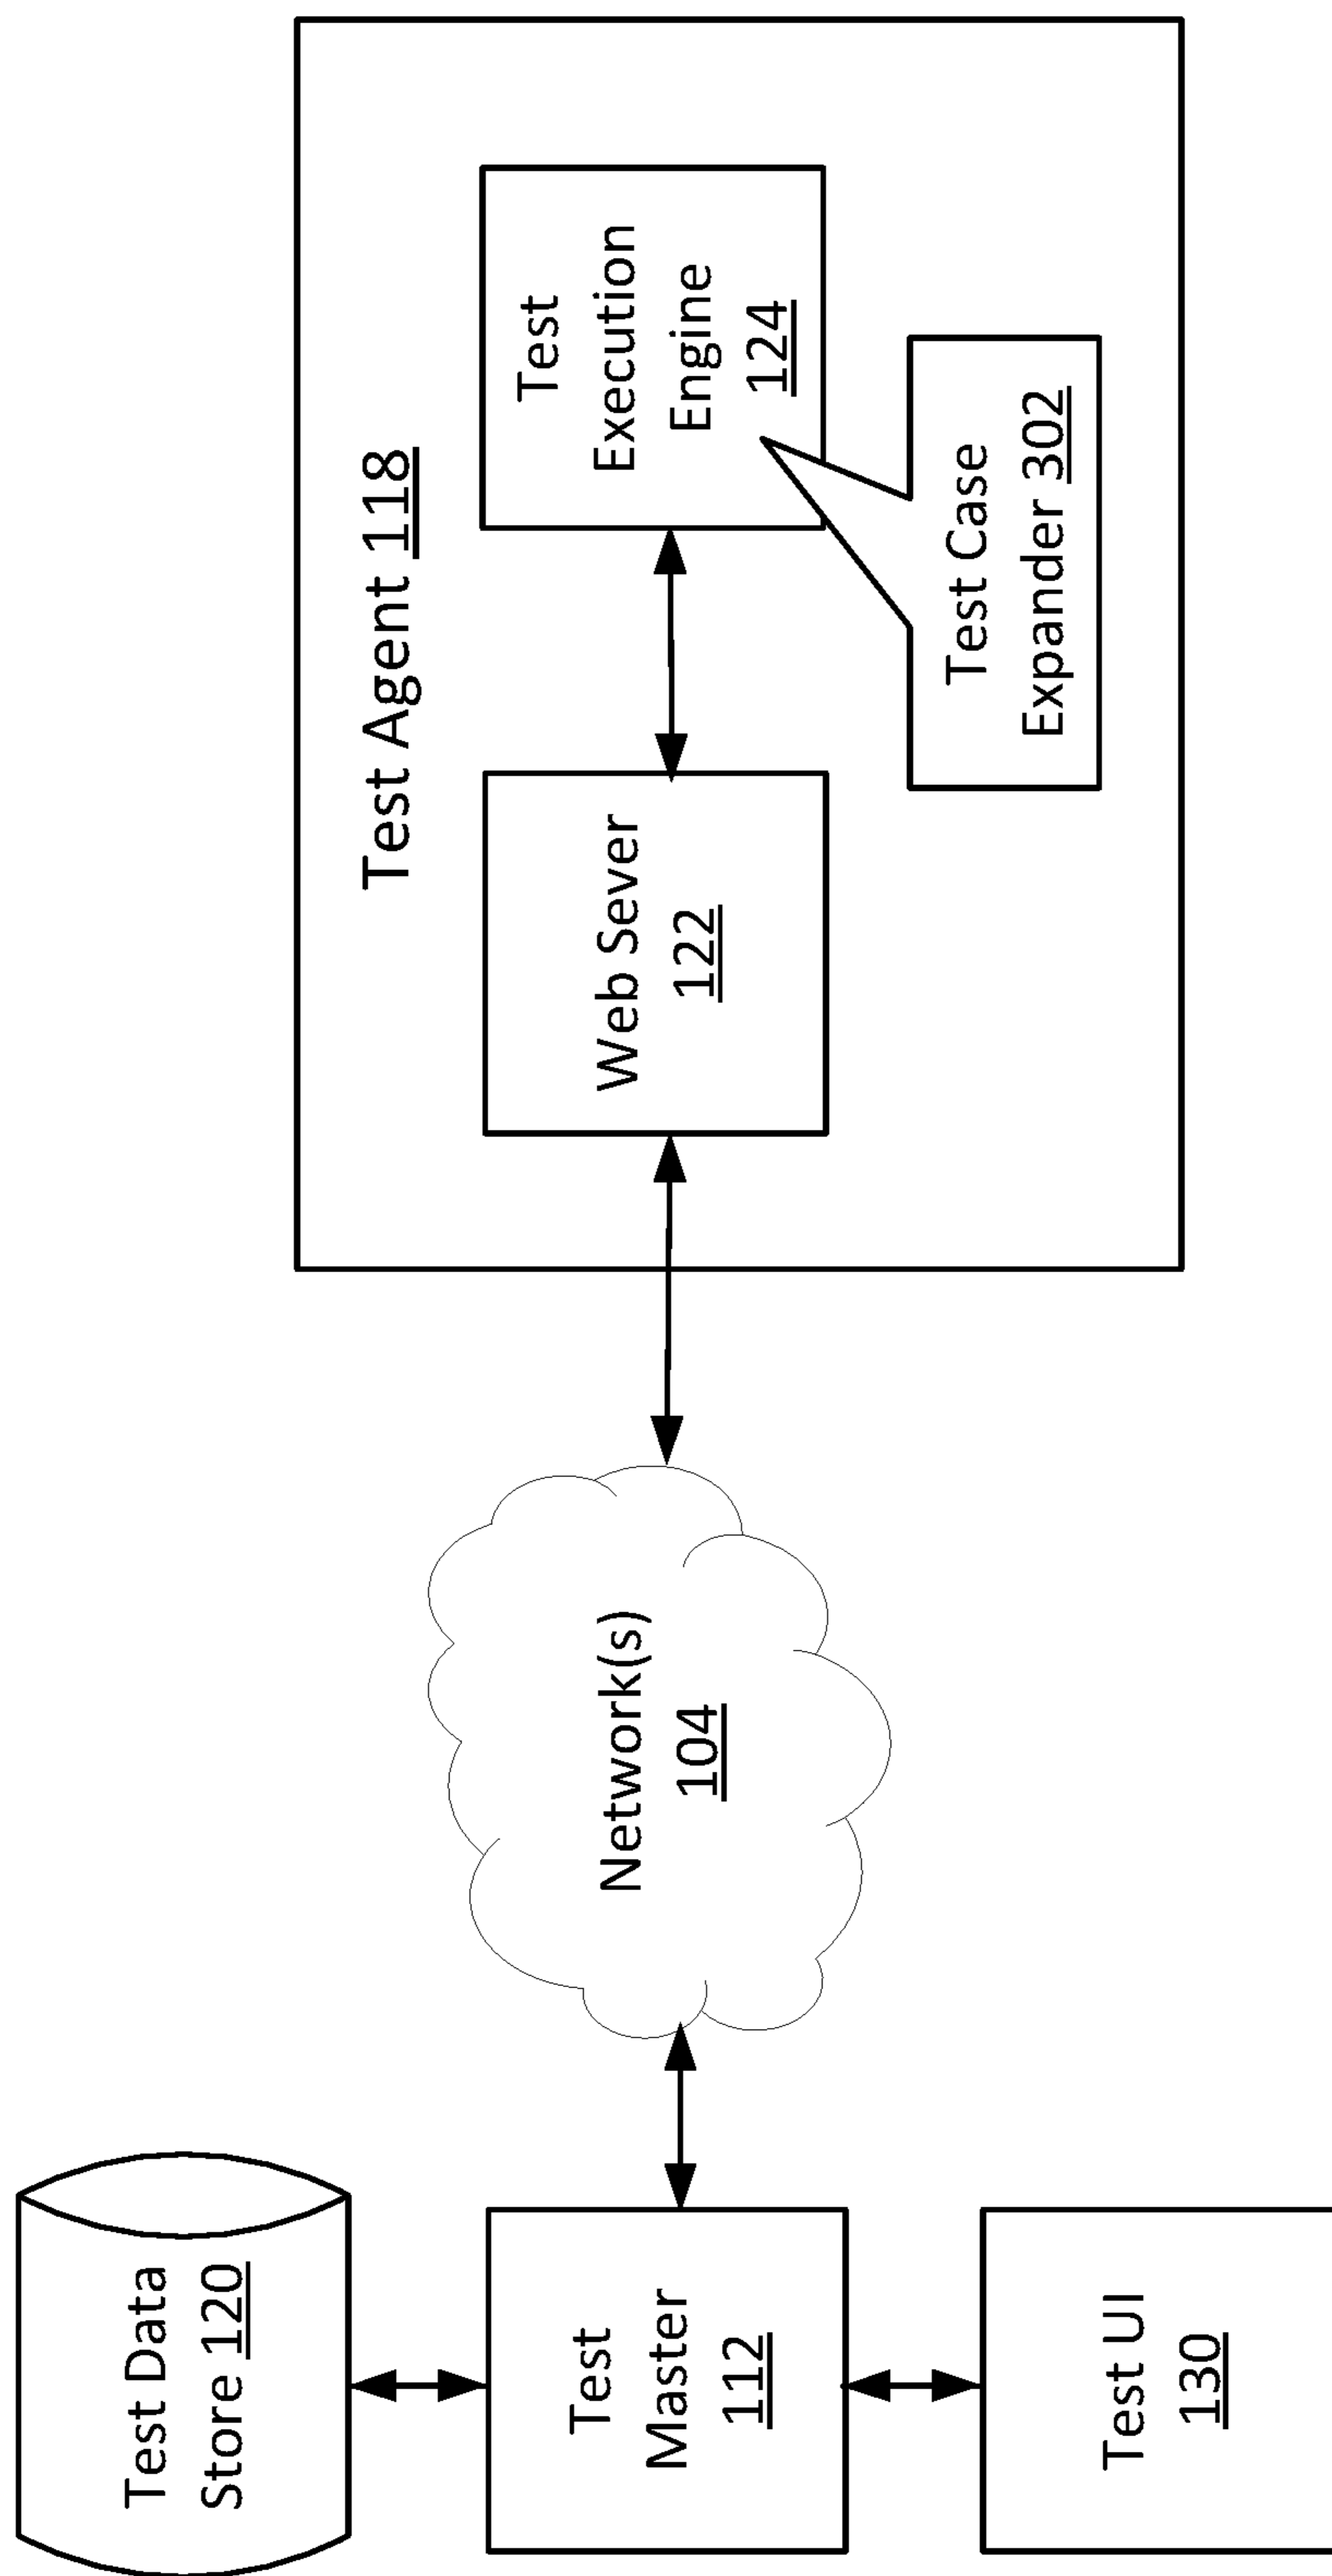 Test Data
Store 120
Test
Master
112
Test UI
130
Network(s)
104
Test Agent 118
Web Sever
122
Test
Execution
Engine
124
Test Case
Expander 302